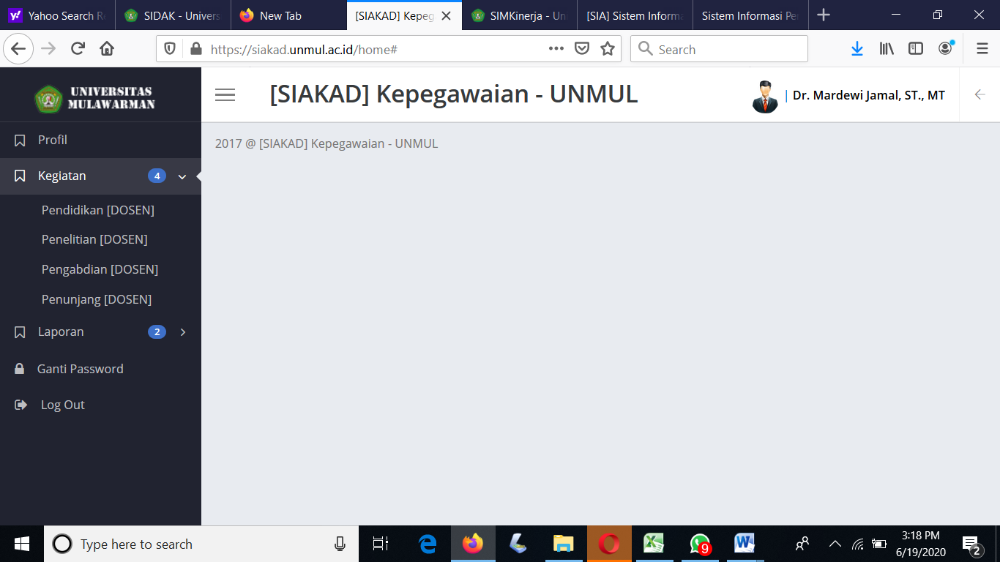 Yahoo Search Re
SIDAK - Univers
New Tab
[SIAKAD] Kepeg
SIMKinerja - Un
[SIA] Sistem Informa
Sistem Informasi Per
https://siakad.unmul.ac.id/home#
Search
UNIVERSITAS
MULAWARMAN
[SIAKAD] Kepegawaian - UNMUL
| Dr. Mardewi Jamal, ST., MT
Profil
2017 @ [SIAKAD] Kepegawaian - UNMUL
Kegiatan 4
Pendidikan [DOSEN]
Penelitian [DOSEN]
Pengabdian [DOSEN]
Penunjang [DOSEN]
Laporan 2
Ganti Password
Log Out
Type here to search
9
3:18 PM
6/19/2020
2